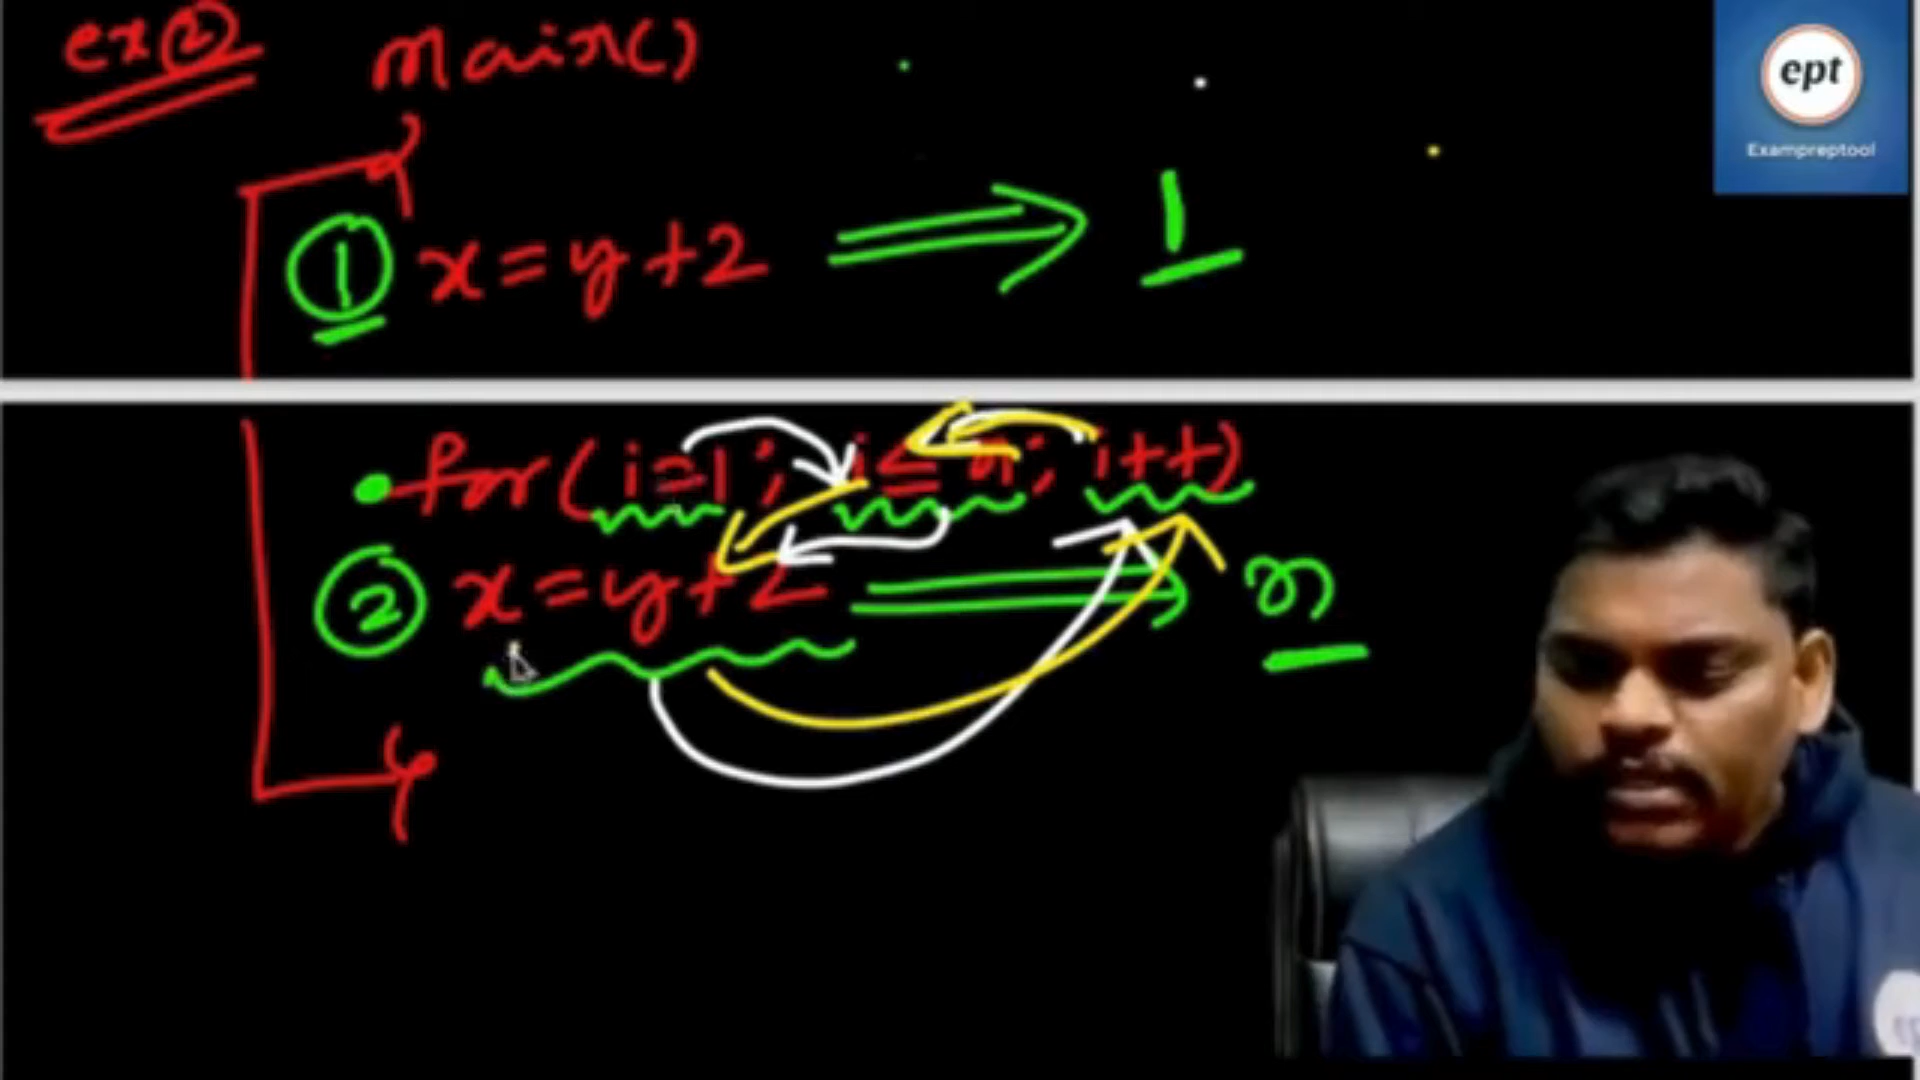 ex②
main()
ept
Exampreptool
{
① x=y+2 ⇒ 1
for(i=1; i≤n; i++)
② x=y+2 ⇒ n
}